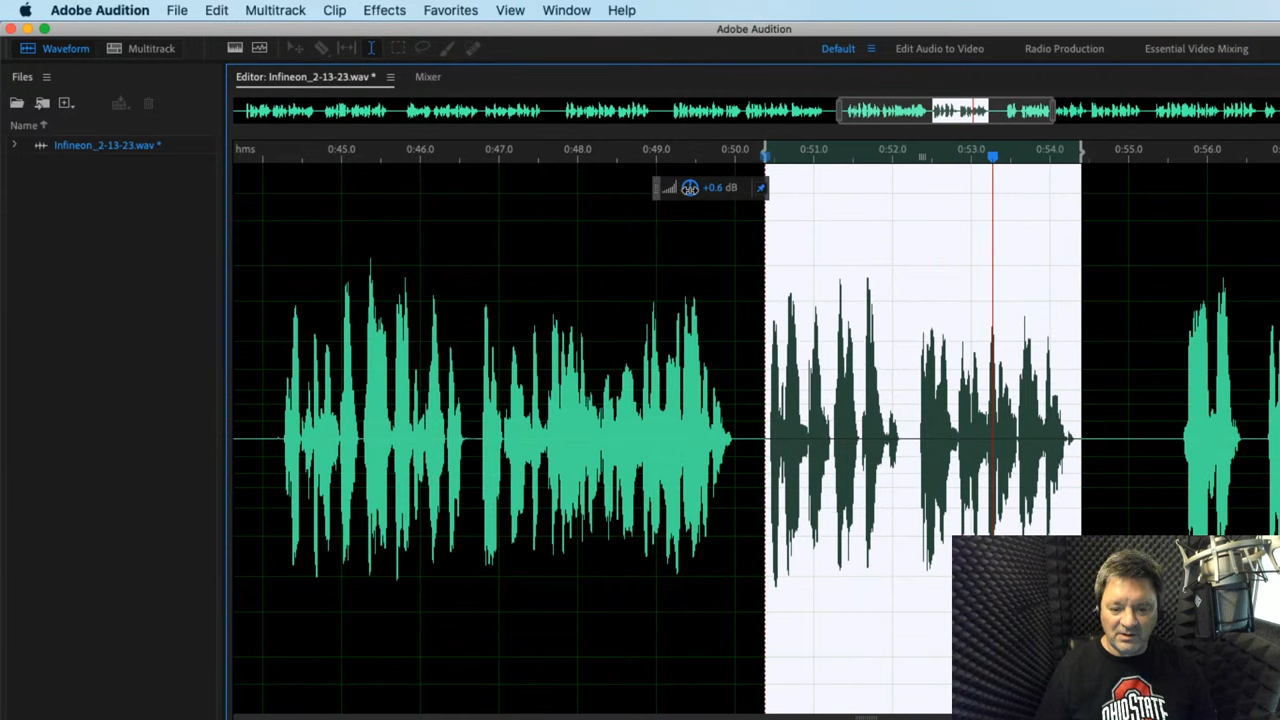 Adobe Audition File Edit Multitrack Clip Effects Favorites View Window Help
Adobe Audition
Waveform Multitrack Default Edit Audio to Video Radio Production Essential Video Mixing
Files Editor: Infineon_2-13-23.wav * Mixer
Name
Infineon_2-13-23.wav *
hms 0:45.0 0:46.0 0:47.0 0:48.0 0:49.0 0:50.0 0:51.0 0:52.0 0:53.0 0:54.0 0:55.0 0:56.0
+0.6 dB
OHIO STATE